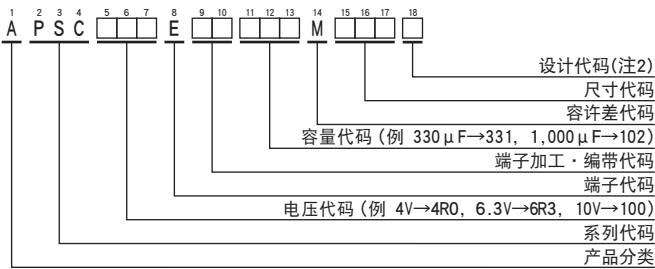 1 2 3 4 5 6 7 8 9 10 11 12 13 14 15 16 17 18
A P S C E M
设计代码(注2)
尺寸代码
容许差代码
容量代码 (例 330μF→331, 1,000μF→102)
端子加工・编带代码
端子代码
电压代码 (例 4V→4R0, 6.3V→6R3, 10V→100)
系列代码
产品分类